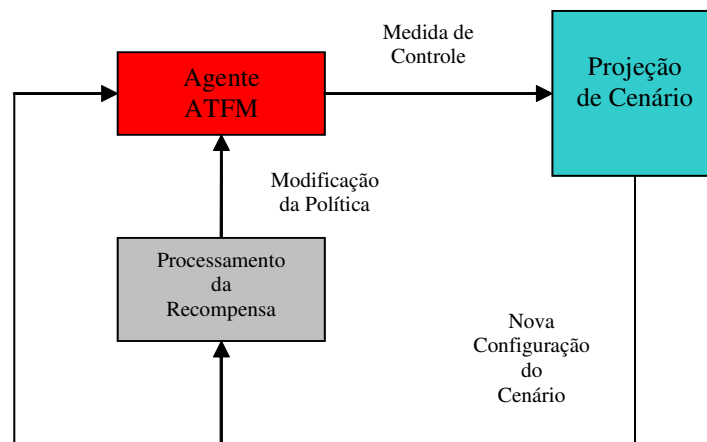 Medida de
Controle
Agente
ATFM
Projeção
de Cenário
Modificação
da Política
Processamento
da
Recompensa
Nova
Configuração
do
Cenário